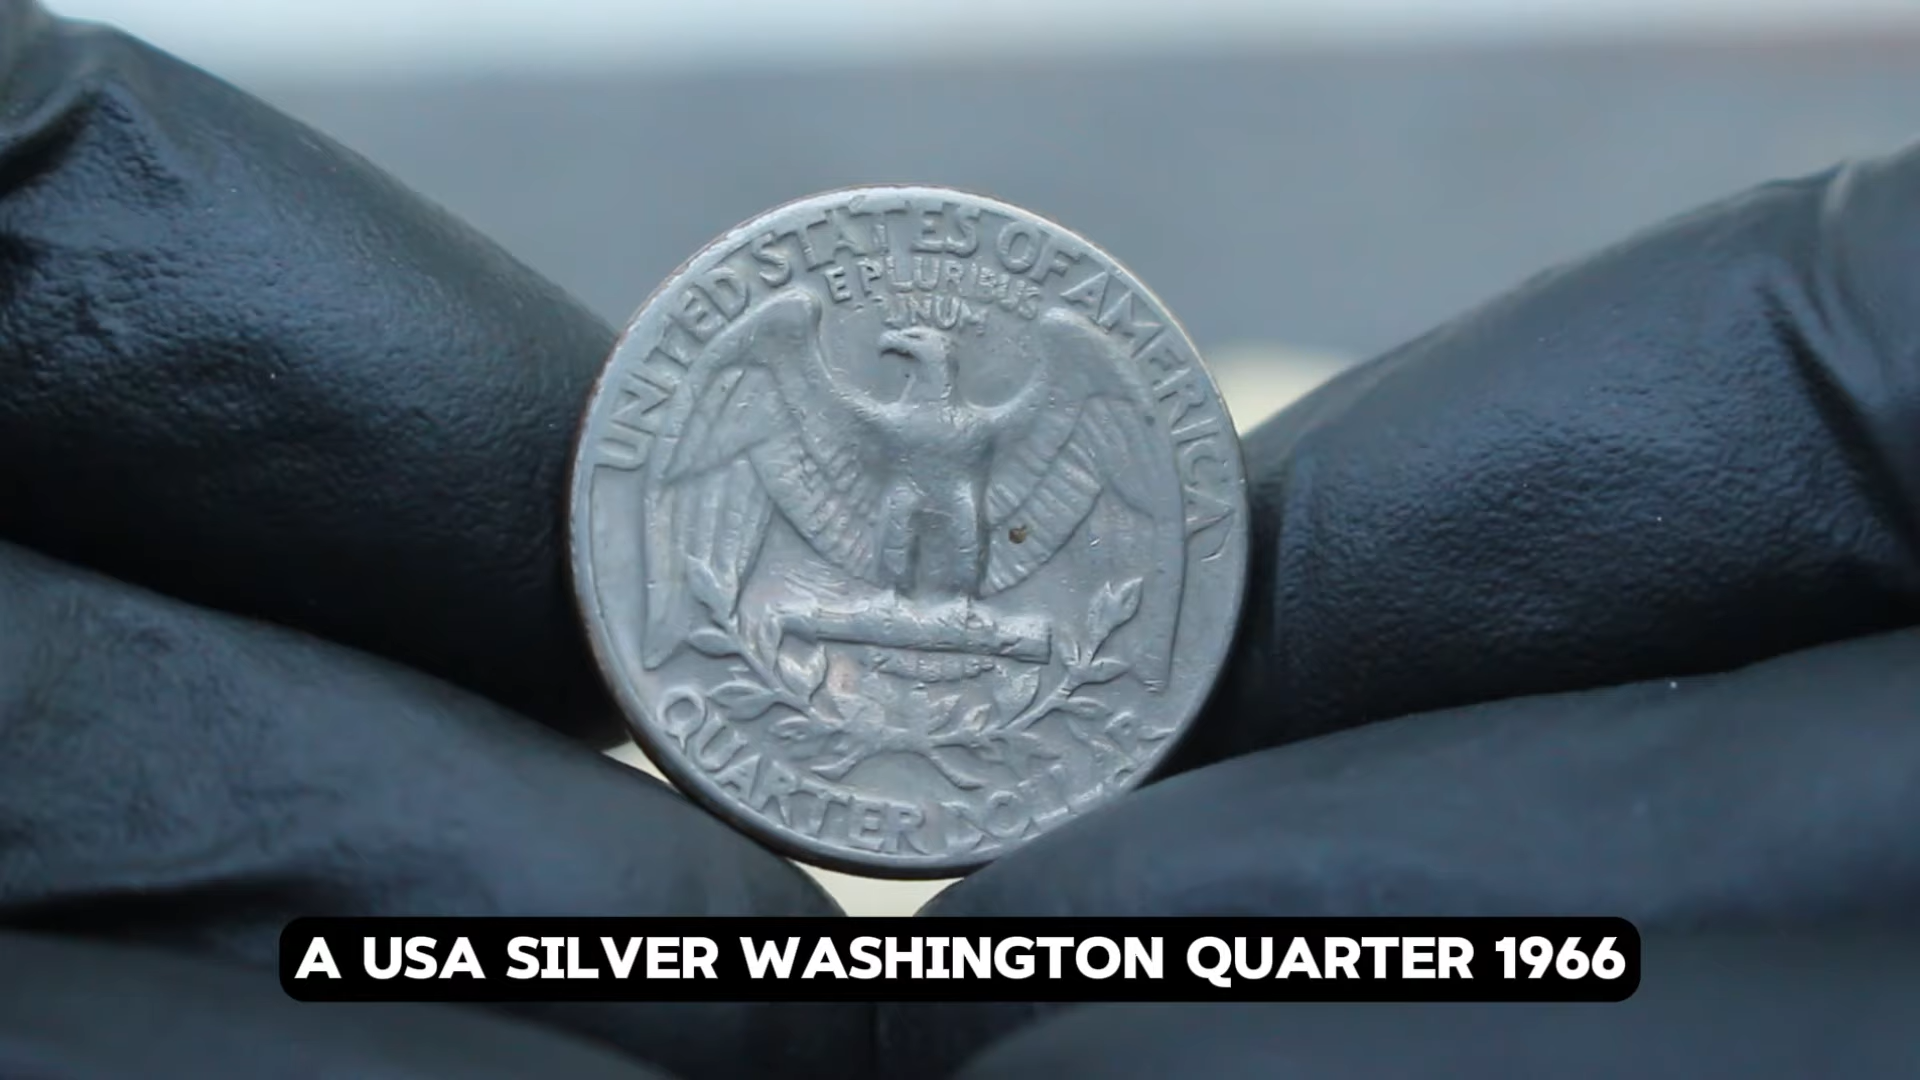 UNITED STATES OF AMERICA
E PLURIBUS
UNUM
QUARTER DOLLAR
A USA SILVER WASHINGTON QUARTER 1966